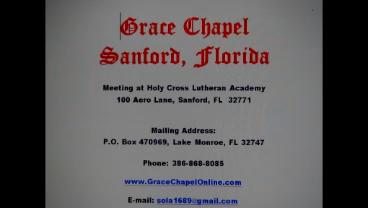 Grace Chapel
Sanford, Florida
Meeting at Holy Cross Lutheran Academy
100 Aero Lane, Sanford, FL 32771
Mailing Address:
P.O. Box 470969, Lake Monroe, FL 32747
Phone: 386-868-8085
www.GraceChapelOnline.com
E-mail: sola1689@gmail.com